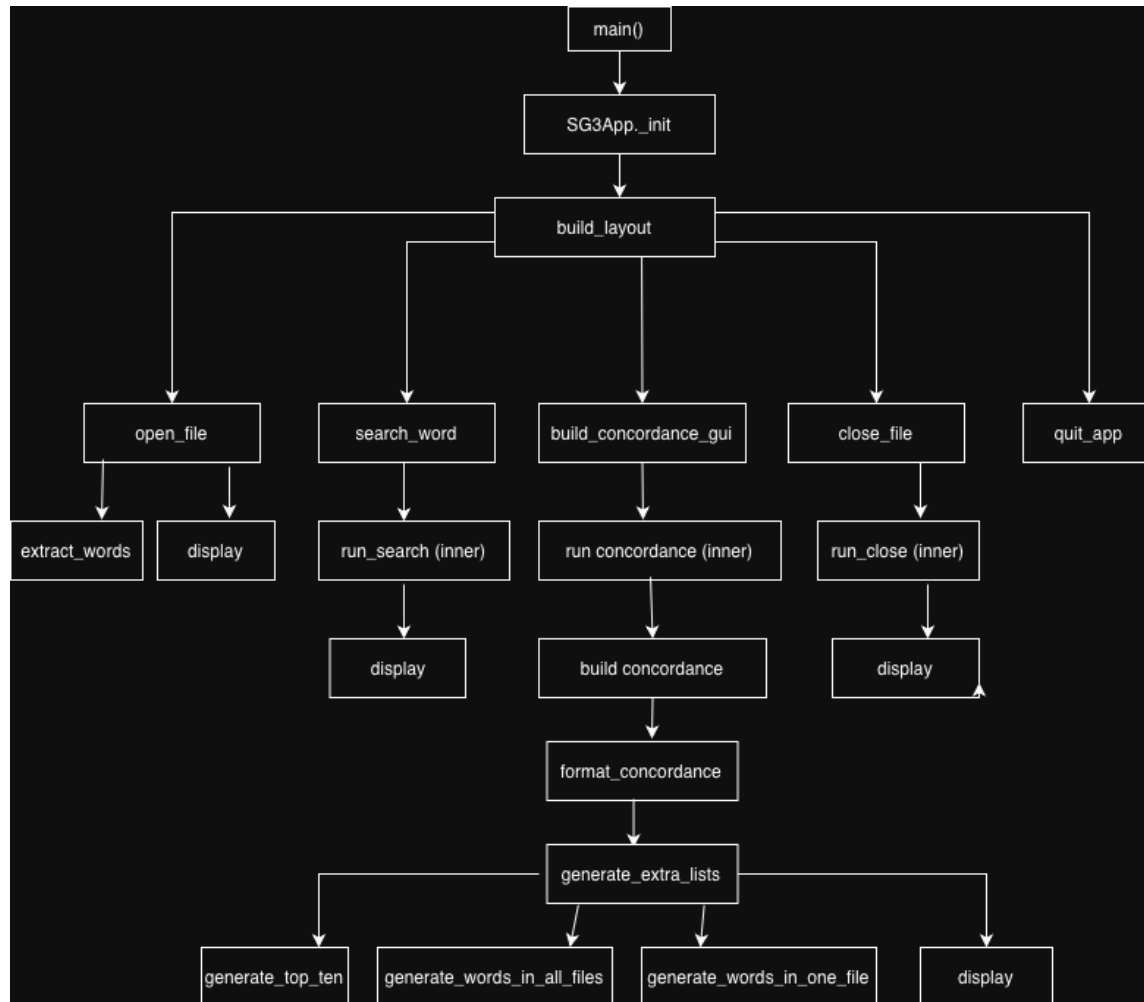 main()
SG3App._init
build_layout
open_file
search_word
build_concordance_gui
close_file
quit_app
extract_words
display
run_search (inner)
run concordance (inner)
run_close (inner)
display
build concordance
display
format_concordance
generate_extra_lists
generate_top_ten
generate_words_in_all_files
generate_words_in_one_file
display